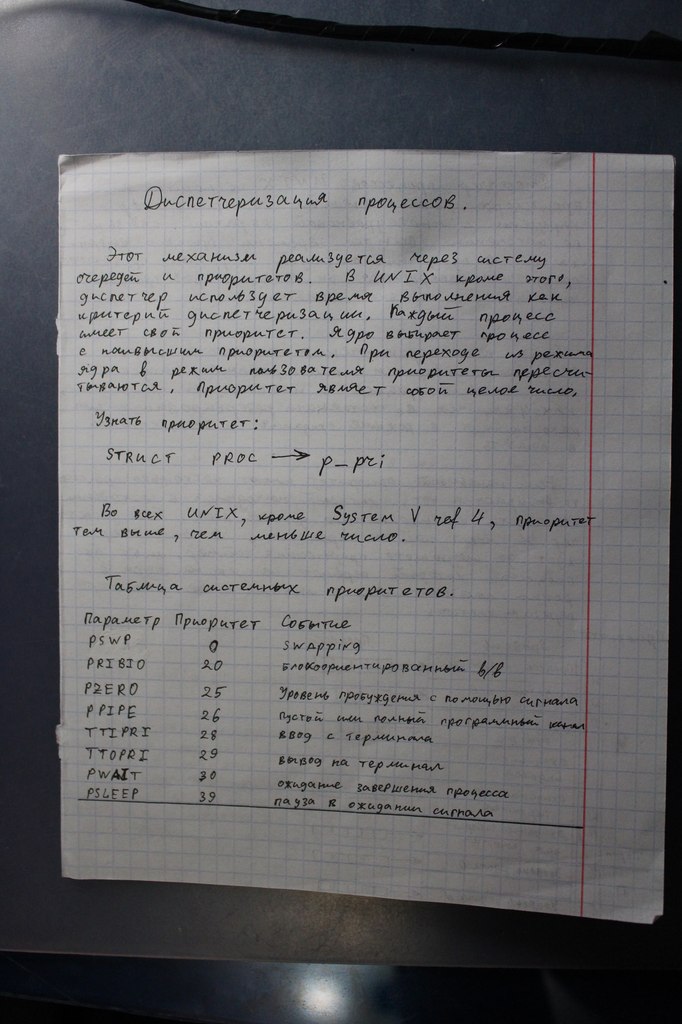 Диспетчеризация процессов.
Этот механизм реализуется через систему
очередей и приоритетов. В UNIX кроме этого,
диспетчер использует время выполнения как
критерий диспетчеризации. Каждый процесс
имеет свой приоритет. Ядро выбирает процесс
с наивысшим приоритетом. При переходе из режима
ядра в режим пользователя приоритеты пересчи-
тываются. Приоритет являет собой целое число.
Узнать приоритет:
STRUCT PROC → p_pri
Во всех UNIX, кроме System V rel 4, приоритет
тем выше, чем меньше число.
Таблица системных приоритетов.
Параметр Приоритет Событие
PSWP 0 swapping
PRIBIO 20 блокоориентированный в/в
PZERO 25 Уровень пробуждения с помощью сигнала
PPIPE 26 пустой или полный программный канал
TTIPRI 28 ввод с терминала
TTOPRI 29 вывод на терминал
PWAIT 30 ожидание завершения процесса
PSLEEP 39 пауза в ожидании сигнала